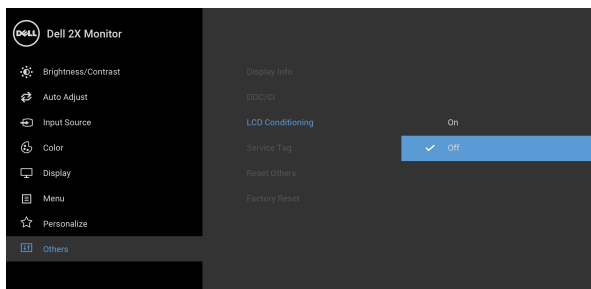 DELL Dell 2X Monitor
Brightness/Contrast
Auto Adjust
Input Source
Color
Display
Menu
Personalize
Others
Display Info
DDC/CI
LCD Conditioning
Service Tag
Reset Others
Factory Reset
On
Off